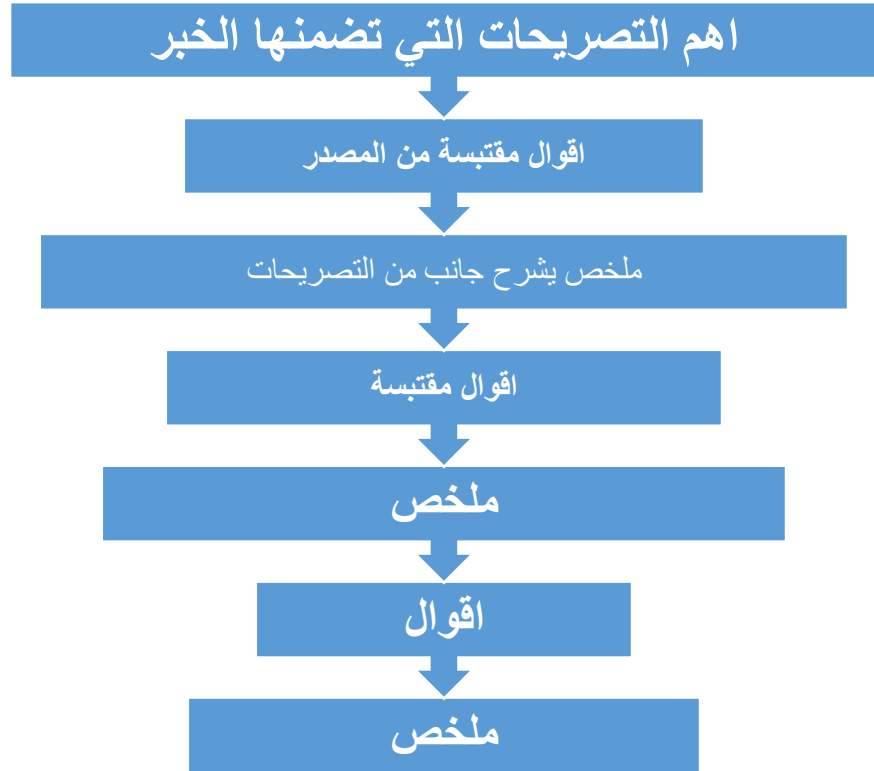 اهم التصريحات التي تضمنها الخبر
اقوال مقتبسة من المصدر
ملخص يشرح جانب من التصريحات
اقوال مقتبسة
ملخص
اقوال
ملخص